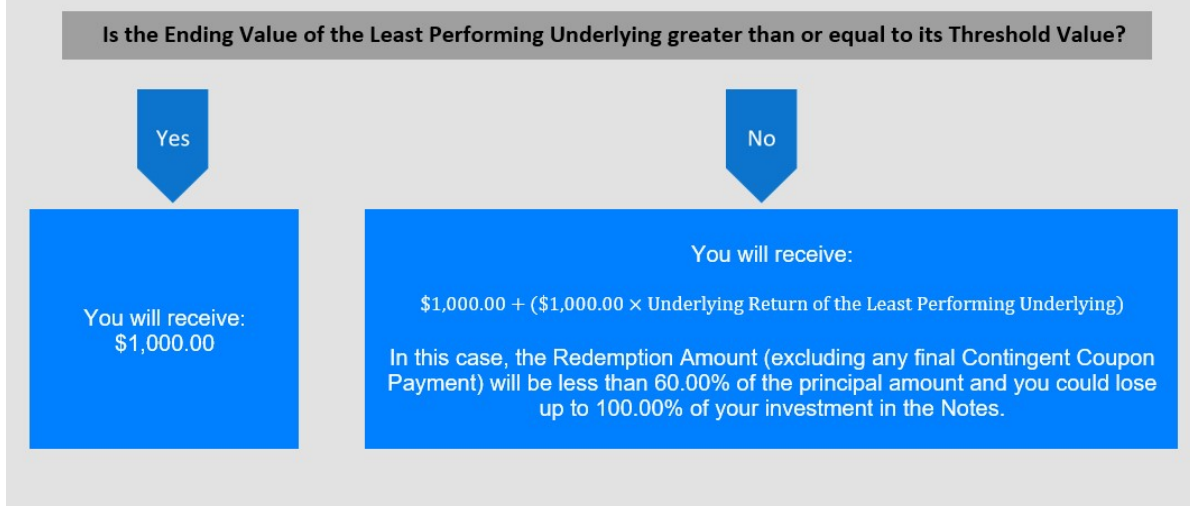 Is the Ending Value of the Least Performing Underlying greater than or equal to its Threshold Value?
Yes
No
You will receive:
$1,000.00
You will receive:
$1,000.00 + ($1,000.00 × Underlying Return of the Least Performing Underlying)
In this case, the Redemption Amount (excluding any final Contingent Coupon
Payment) will be less than 60.00% of the principal amount and you could lose
up to 100.00% of your investment in the Notes.